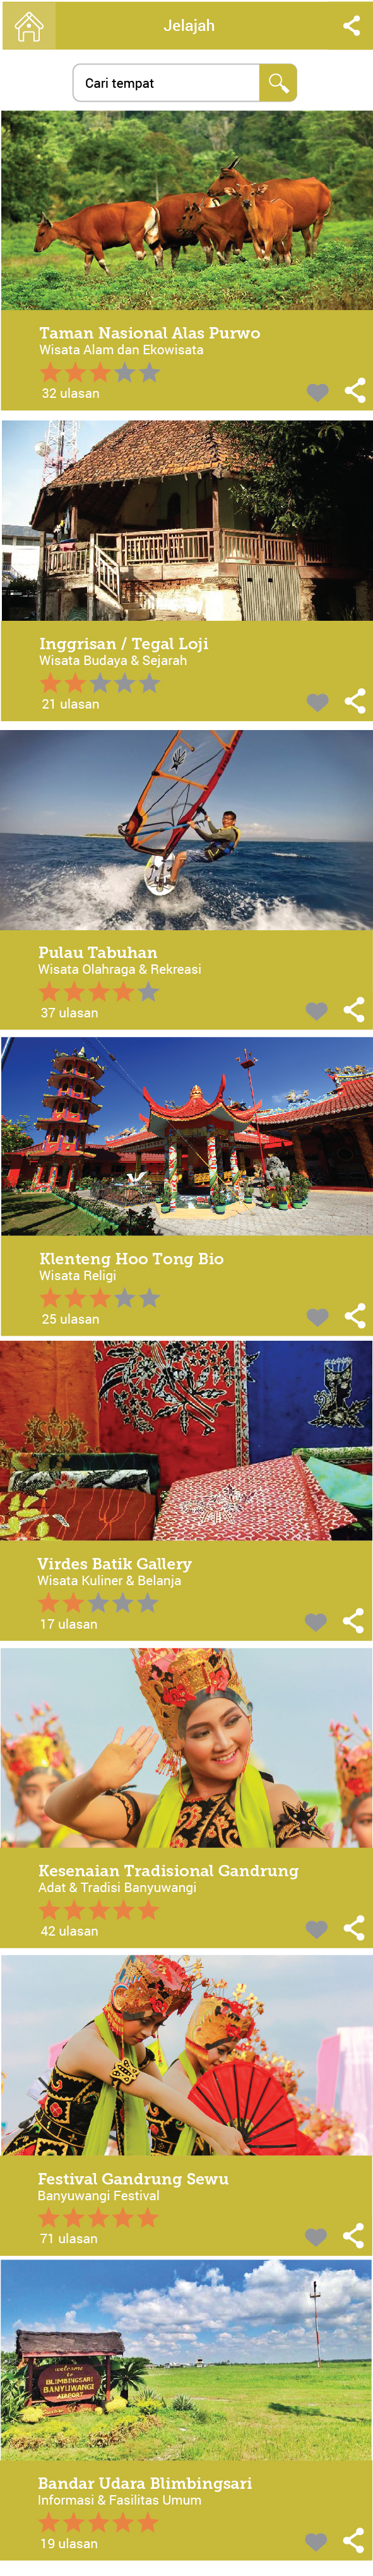 Jelajah
Cari tempat
Taman Nasional Alas Purwo
Wisata Alam dan Ekowisata
32 ulasan
Inggrisan / Tegal Loji
Wisata Budaya & Sejarah
21 ulasan
Pulau Tabuhan
Wisata Olahraga & Rekreasi
37 ulasan
Klenteng Hoo Tong Bio
Wisata Religi
25 ulasan
Virdes Batik Gallery
Wisata Kuliner & Belanja
17 ulasan
Kesenaian Tradisional Gandrung
Adat & Tradisi Banyuwangi
42 ulasan
Festival Gandrung Sewu
Banyuwangi Festival
71 ulasan
welcome
to
BLIMBINGSARI
BANYUWANGI
AIRPORT
Bandar Udara Blimbingsari
Informasi & Fasilitas Umum
19 ulasan